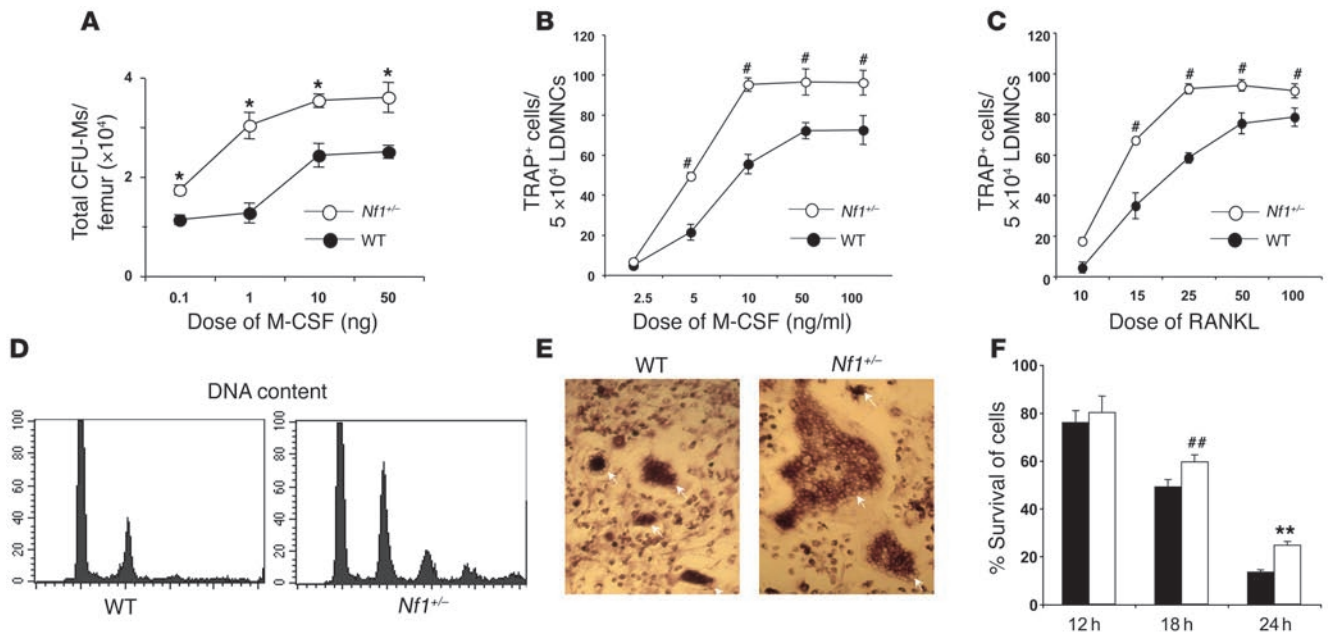 A
Total CFU-Ms/
femur (×10⁴)
4
2
0
*
*
*
*
Nf1⁺/⁻
WT
0.1 1 10 50
Dose of M-CSF (ng)
B
TRAP⁺ cells/
5 ×10⁴ LDMNCs
120
100
80
60
40
20
0
#
#
#
#
Nf1⁺/⁻
WT
2.5 5 10 50 100
Dose of M-CSF (ng/ml)
C
TRAP⁺ cells/
5 ×10⁴ LDMNCs
120
100
80
60
40
20
0
#
#
#
#
Nf1⁺/⁻
WT
10 15 25 50 100
Dose of RANKL
D
DNA content
100
80
60
40
20
0
WT
100
80
60
40
20
0
Nf1⁺/⁻
E
WT
Nf1⁺/⁻
F
% Survival of cells
100
80
60
40
20
0
##
**
12 h 18 h 24 h